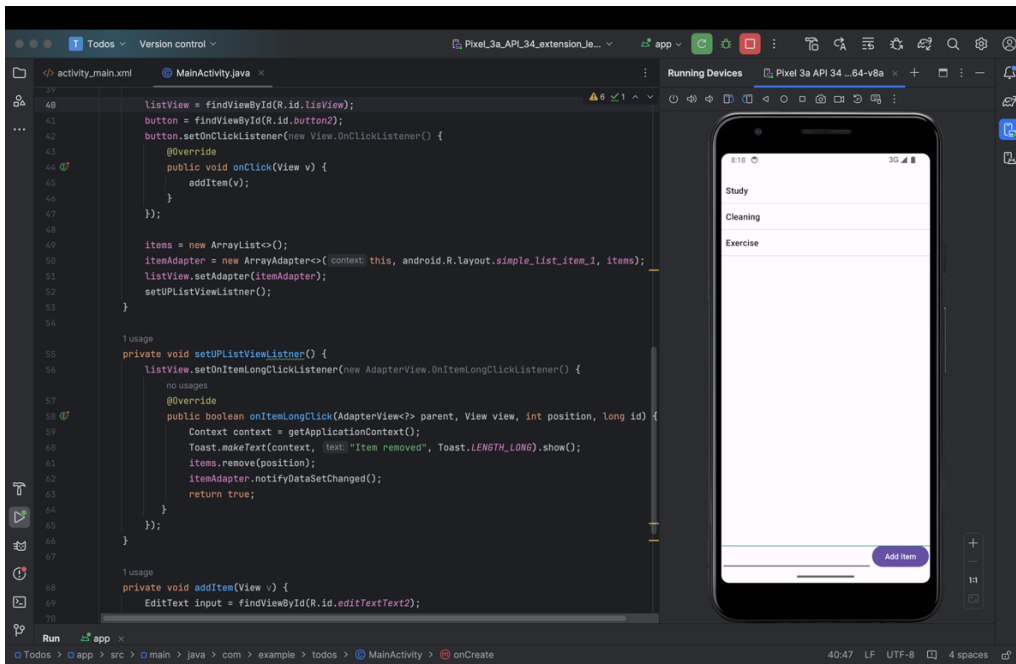 T Todos Version control Pixel_3a_API_34_extension_le... app
activity_main.xml MainActivity.java
Running Devices Pixel 3a API 34 ...64-v8a
6 1
39
40 listView = findViewById(R.id.lisView);
41 button = findViewById(R.id.button2);
42 button.setOnClickListener(new View.OnClickListener() {
43 @Override
44 public void onClick(View v) {
45 addItem(v);
46 }
47 });
48
49 items = new ArrayList<>();
50 itemAdapter = new ArrayAdapter<>( context: this, android.R.layout.simple_list_item_1, items);
51 listView.setAdapter(itemAdapter);
52 setUPListViewListner();
53 }
54
1 usage
55 private void setUPListViewListner() {
56 listView.setOnItemLongClickListener(new AdapterView.OnItemLongClickListener() {
no usages
57 @Override
58 public boolean onItemLongClick(AdapterView<?> parent, View view, int position, long id) {
59 Context context = getApplicationContext();
60 Toast.makeText(context, text: "Item removed", Toast.LENGTH_LONG).show();
61 items.remove(position);
62 itemAdapter.notifyDataSetChanged();
63 return true;
64 }
65 });
66 }
67
1 usage
68 private void addItem(View v) {
69 EditText input = findViewById(R.id.editTextText2);
70
8:18 3G
Study
Cleaning
Exercise
Add Item
1:1
Run app
Todos > app > src > main > java > com > example > todos > MainActivity > onCreate
40:47 LF UTF-8 4 spaces